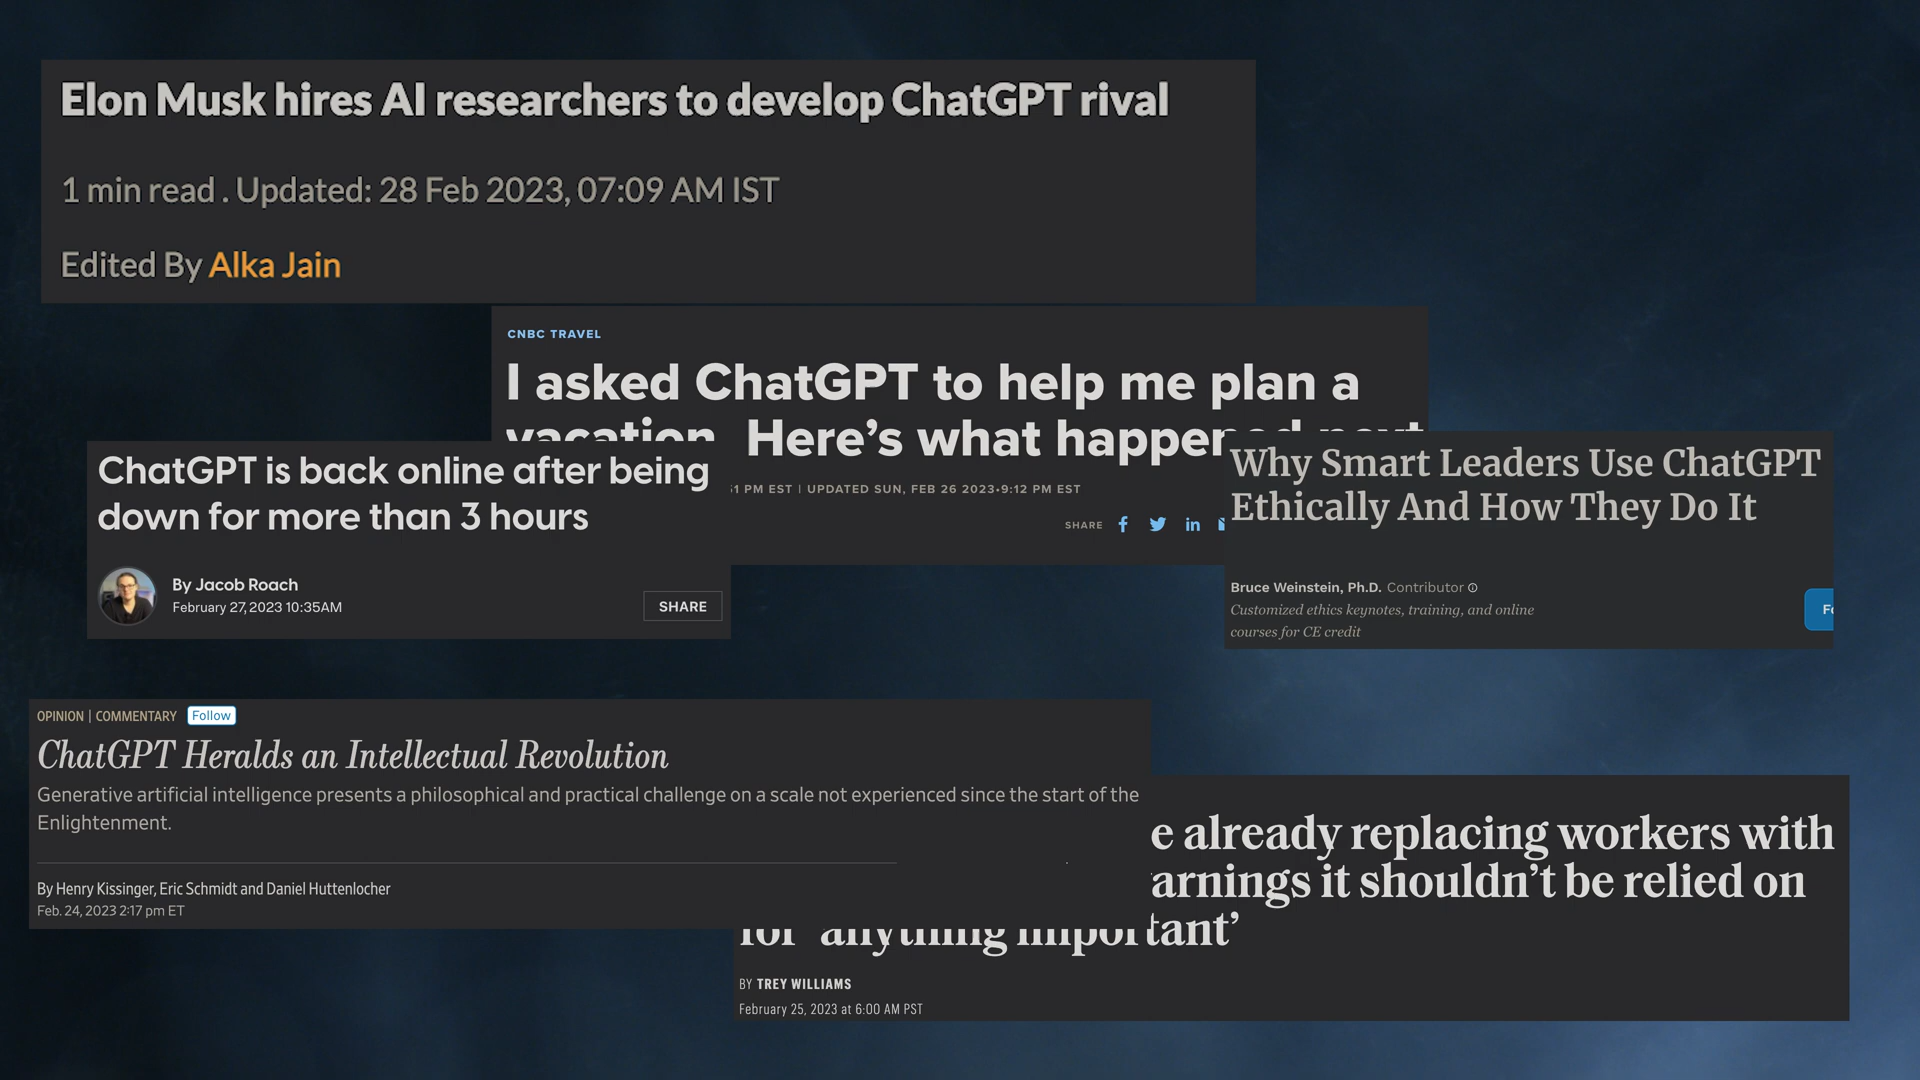 Elon Musk hires AI researchers to develop ChatGPT rival
1 min read . Updated: 28 Feb 2023, 07:09 AM IST
Edited By Alka Jain
CNBC TRAVEL
I asked ChatGPT to help me plan a
vacation. Here’s what happened next
1 PM EST | UPDATED SUN, FEB 26 2023•9:12 PM EST
SHARE
ChatGPT is back online after being
down for more than 3 hours
By Jacob Roach
February 27, 2023 10:35AM
SHARE
Why Smart Leaders Use ChatGPT
Ethically And How They Do It
Bruce Weinstein, Ph.D. Contributor
Customized ethics keynotes, training, and online
courses for CE credit
OPINION | COMMENTARY Follow
ChatGPT Heralds an Intellectual Revolution
Generative artificial intelligence presents a philosophical and practical challenge on a scale not experienced since the start of the
Enlightenment.
By Henry Kissinger, Eric Schmidt and Daniel Huttenlocher
Feb. 24, 2023 2:17 pm ET
already replacing workers with
it shouldn’t be relied on
for ‘anything important’
BY TREY WILLIAMS
February 25, 2023 at 6:00 AM PST